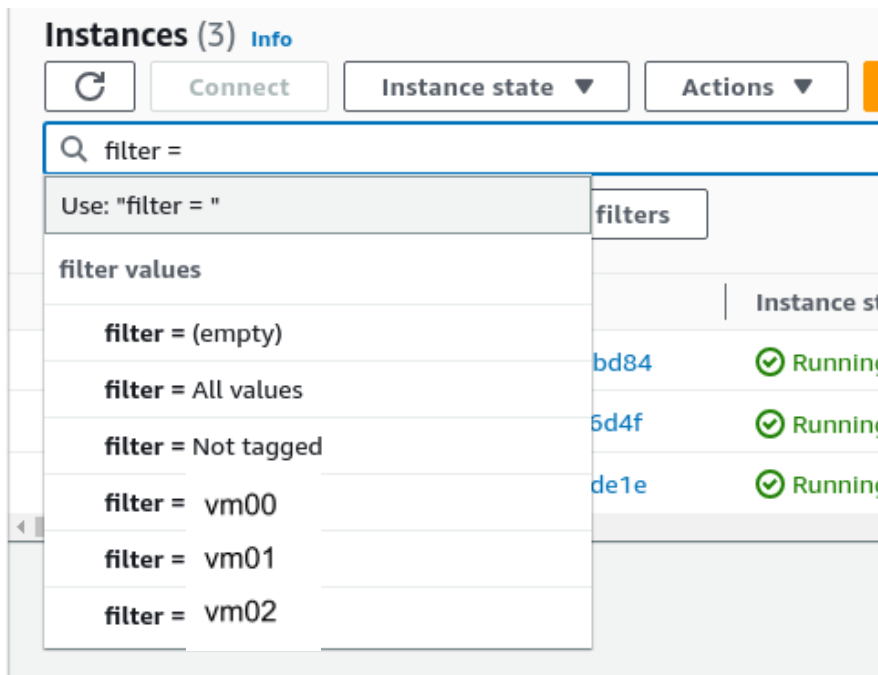 Instances (3) Info
Connect Instance state Actions
filter =
Use: "filter = "
filters
filter values
Instance st
filter = (empty)
bd84 Running
filter = All values
6d4f Running
filter = Not tagged
de1e Running
filter = vm00
filter = vm01
filter = vm02